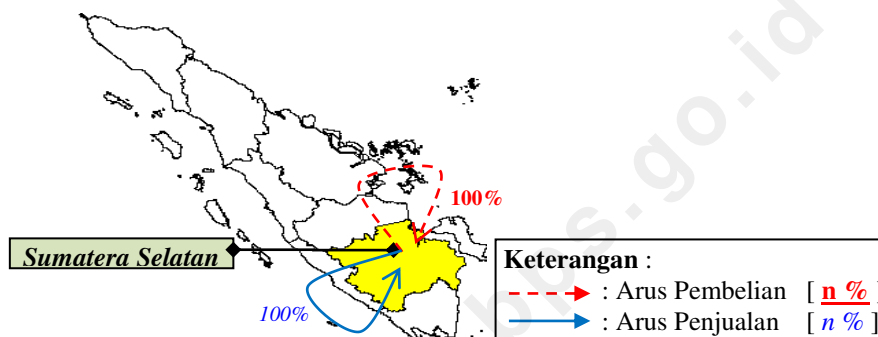 100%
Sumatera Selatan
100%
Keterangan :
: Arus Pembelian [ n % ]
: Arus Penjualan [ n % ]
bps.go.id